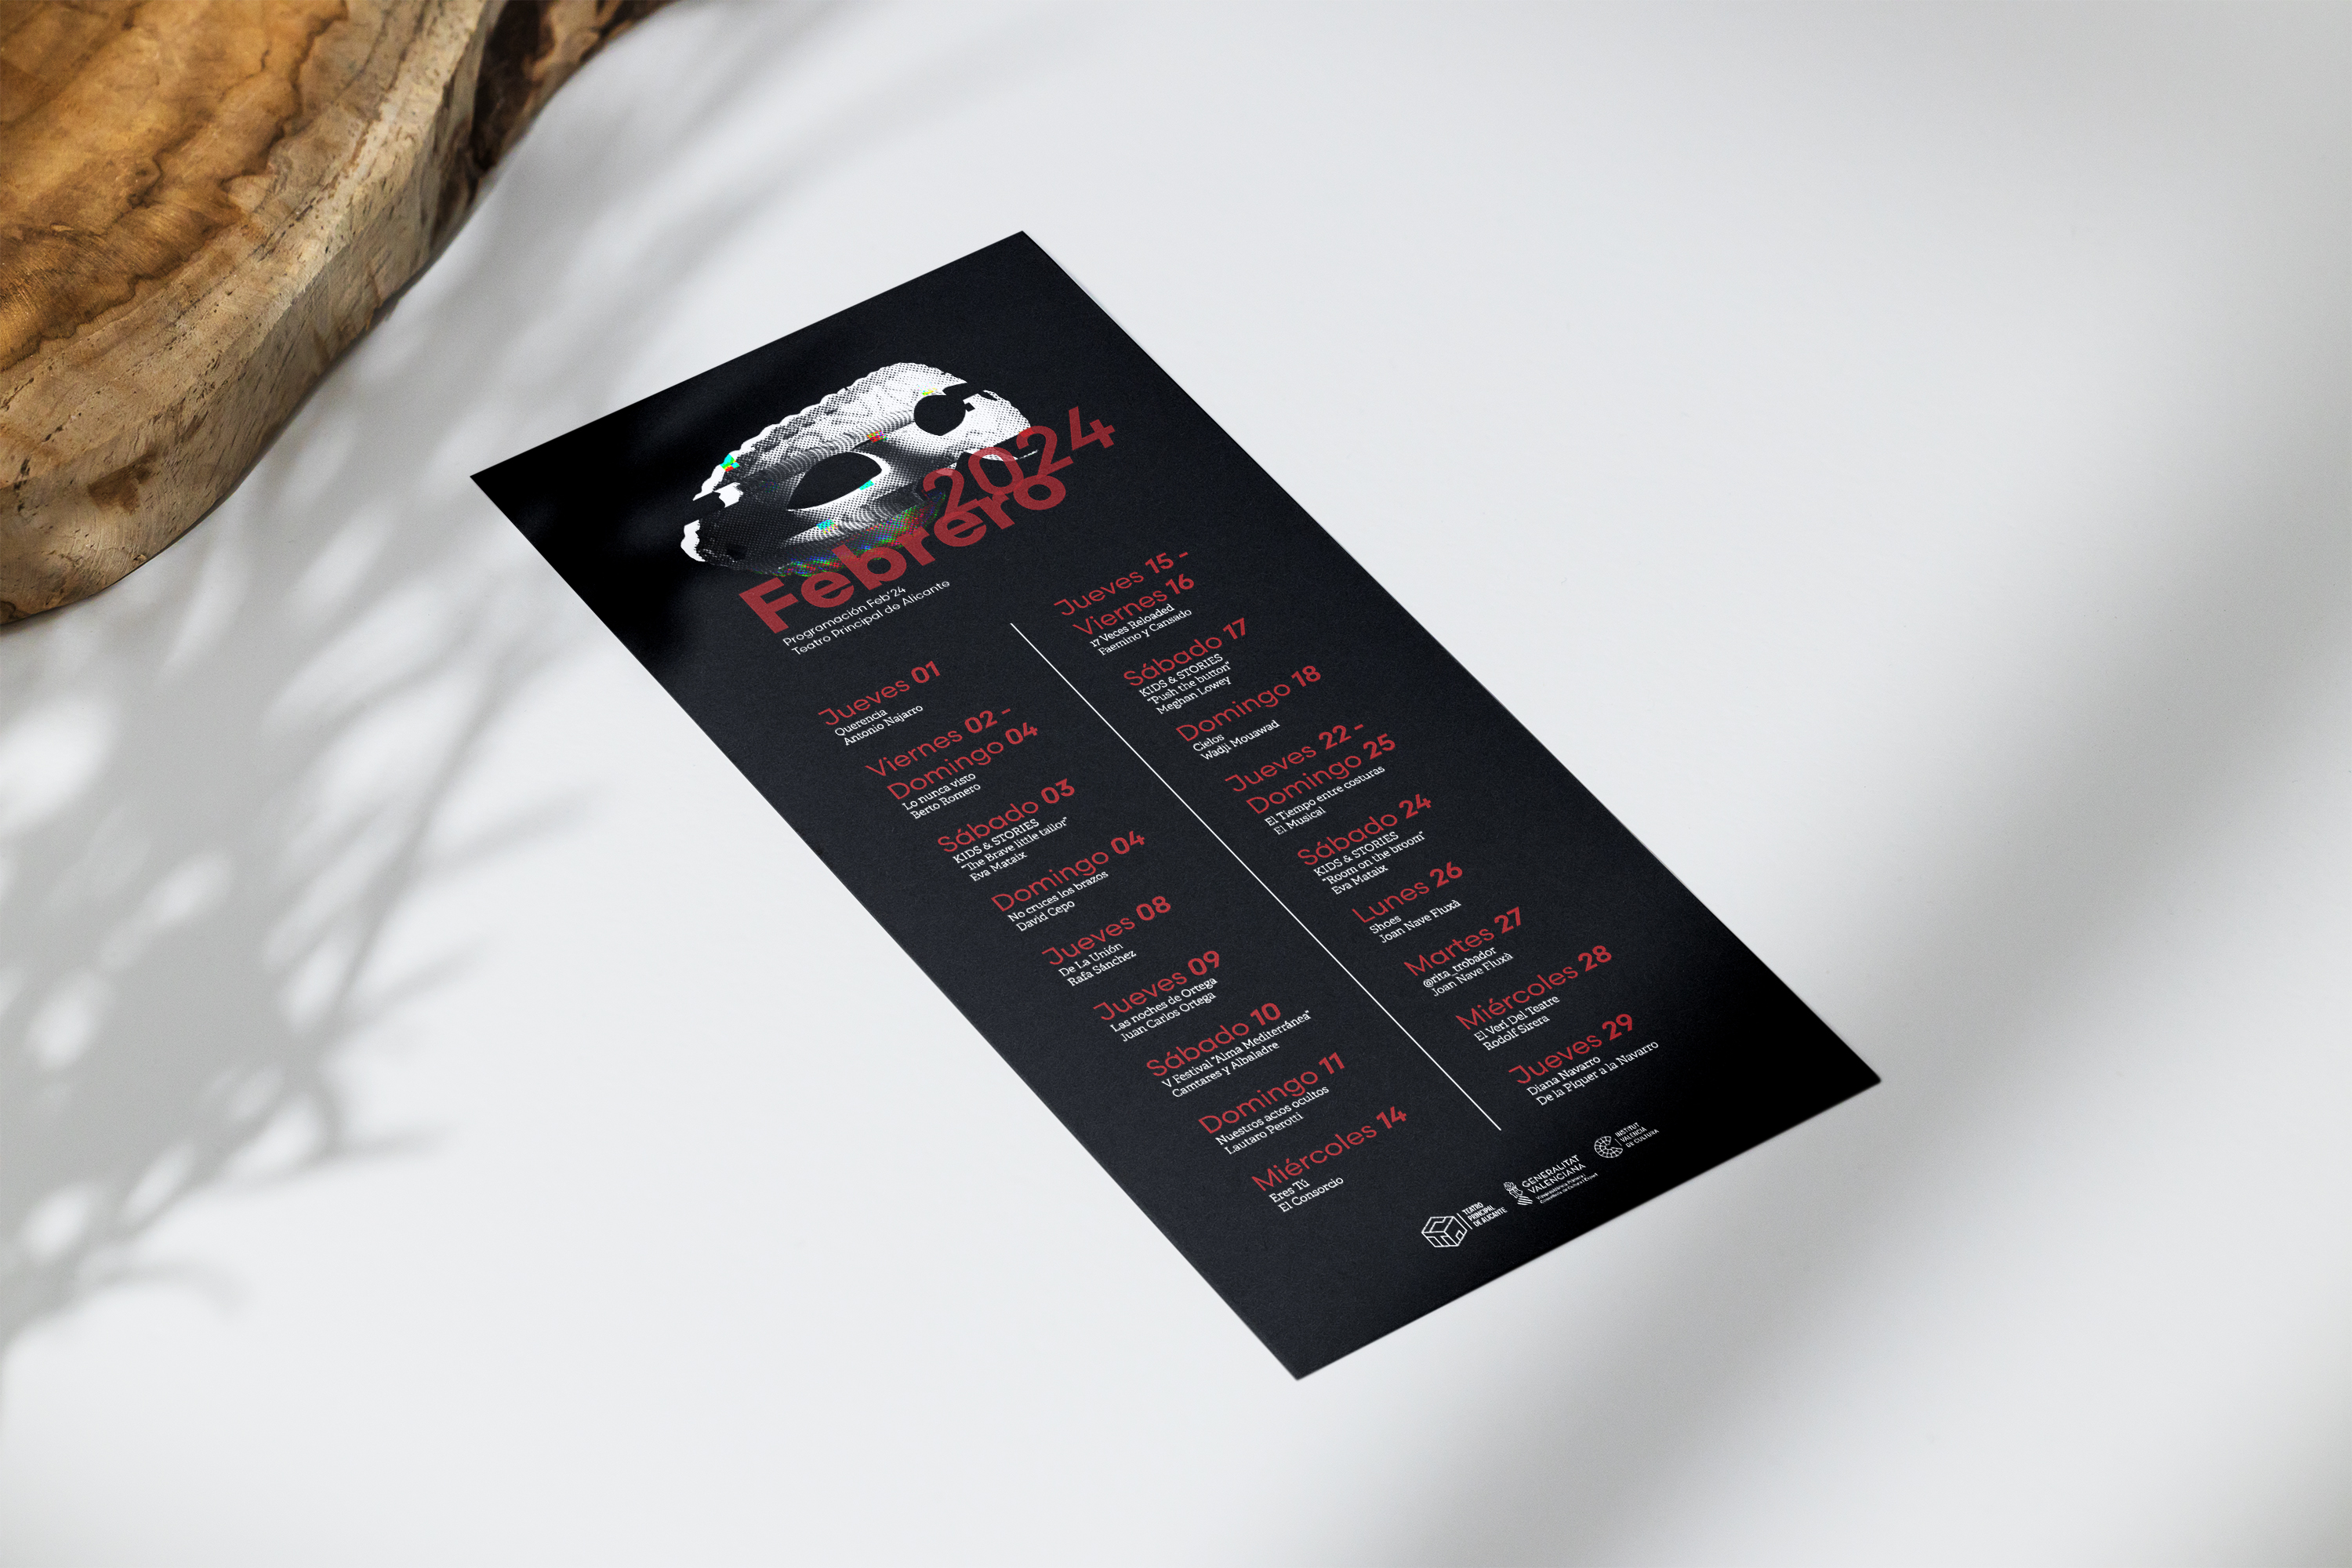 2024
Febrero
Programación Feb'24
Teatro Principal de Alicante
Jueves 01
Querencia
Antonio Najarro
Viernes 02 -
Domingo 04
Lo nunca visto
Berto Romero
Sábado 03
KIDS & STORIES
"The Brave little tailor"
Eva Mataix
Domingo 04
No cruces los brazos
David Cepo
Jueves 08
De La Unión
Rafa Sánchez
Jueves 09
Las noches de Ortega
Juan Carlos Ortega
Sábado 10
V Festival "Alma Mediterránea"
Camtares y Albaladre
Domingo 11
Nuestros actos ocultos
Lautaro Perotti
Miércoles 14
Eres Tú
El Consorcio
Jueves 15 -
Viernes 16
17 Veces Reloaded
Faemino y Cansado
Sábado 17
KIDS & STORIES
"Push the button"
Meghan Lowey
Domingo 18
Cielos
Wadji Mouawad
Jueves 22 -
Domingo 25
El Tiempo entre costuras
El Musical
Sábado 24
KIDS & STORIES
"Room on the broom"
Eva Mataix
Lunes 26
Shoes
Joan Nave Fluxà
Martes 27
@rita_trobador
Joan Nave Fluxà
Miércoles 28
El Verí Del Teatre
Rodolf Sirera
Jueves 29
Diana Navarro
De la Piquer a la Navarro
TEATRO
PRINCIPAL
DE ALICANTE
GENERALITAT
VALENCIANA
INSTITUT
VALENCIÀ
DE CULTURA